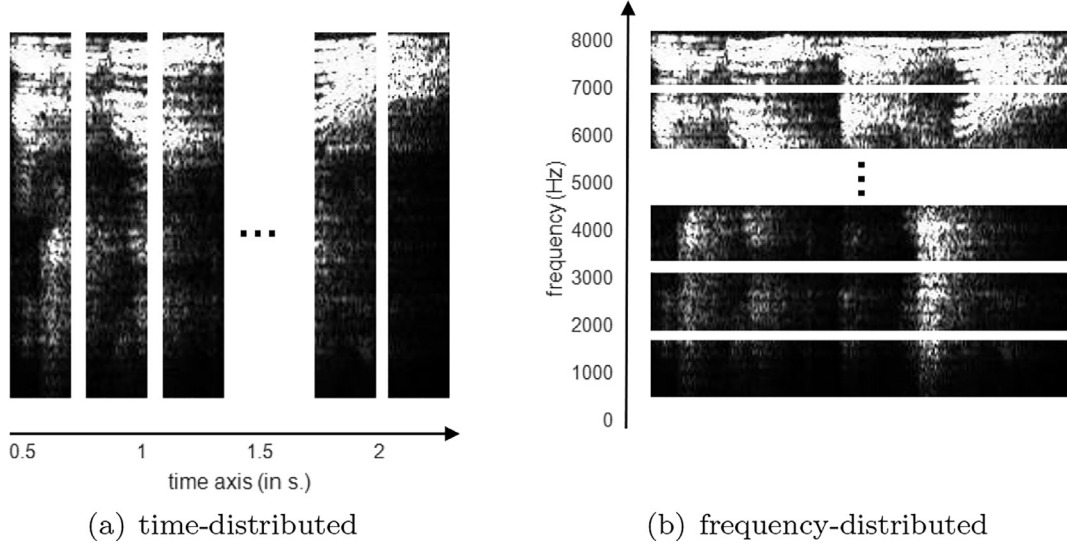 0.5 1 1.5 2
time axis (in s.)
(a) time-distributed
8000
7000
6000
5000
4000
3000
2000
1000
0
frequency (Hz)
(b) frequency-distributed